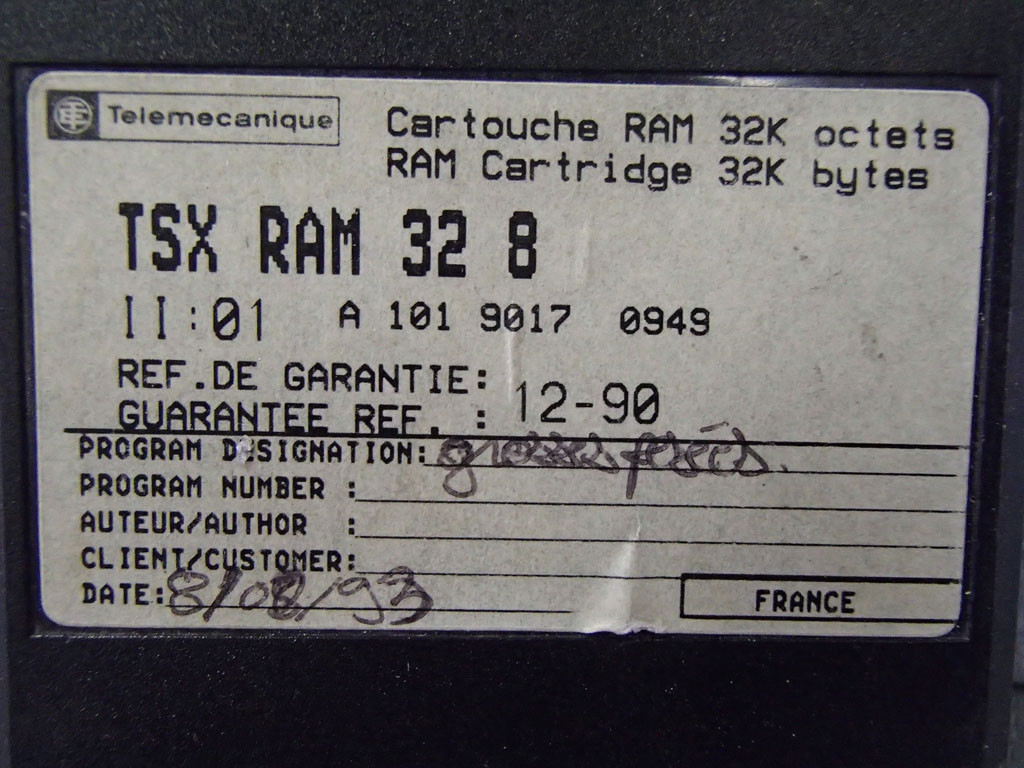 Telemecanique
Cartouche RAM 32K octets
RAM Cartridge 32K bytes
TSX RAM 32 8
II:01 A 101 9017 0949
REF.DE GARANTIE:
GUARANTEE REF. : 12-90
PROGRAM DESIGNATION:
PROGRAM NUMBER :
AUTEUR/AUTHOR :
CLIENT/CUSTOMER:
DATE: 8/08/93
FRANCE